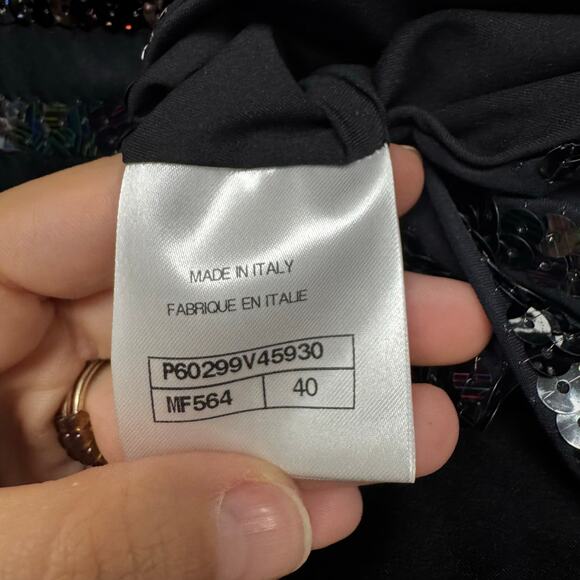 MADE IN ITALY
FABRIQUE EN ITALIE
P60299V45930
MF564 40